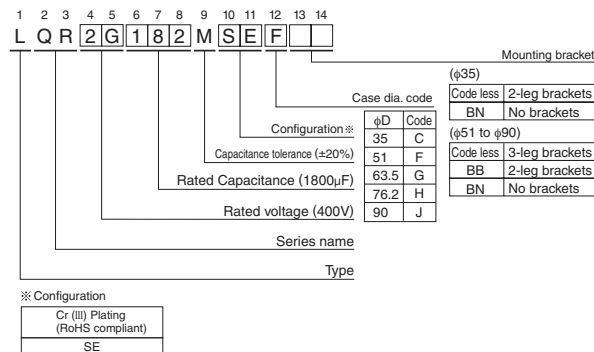 1 2 3 4 5 6 7 8 9 10 11 12 13 14
L Q R 2 G 1 8 2 M S E F
Mounting bracket
(φ35)
Code less 2-leg brackets
BN No brackets
(φ51 to φ90)
Code less 3-leg brackets
BB 2-leg brackets
BN No brackets
Case dia. code
φD Code
35 C
51 F
63.5 G
76.2 H
90 J
Configuration※
Capacitance tolerance (±20%)
Rated Capacitance (1800µF)
Rated voltage (400V)
Series name
Type
※ Configuration
Cr (III) Plating
(RoHS compliant)
SE